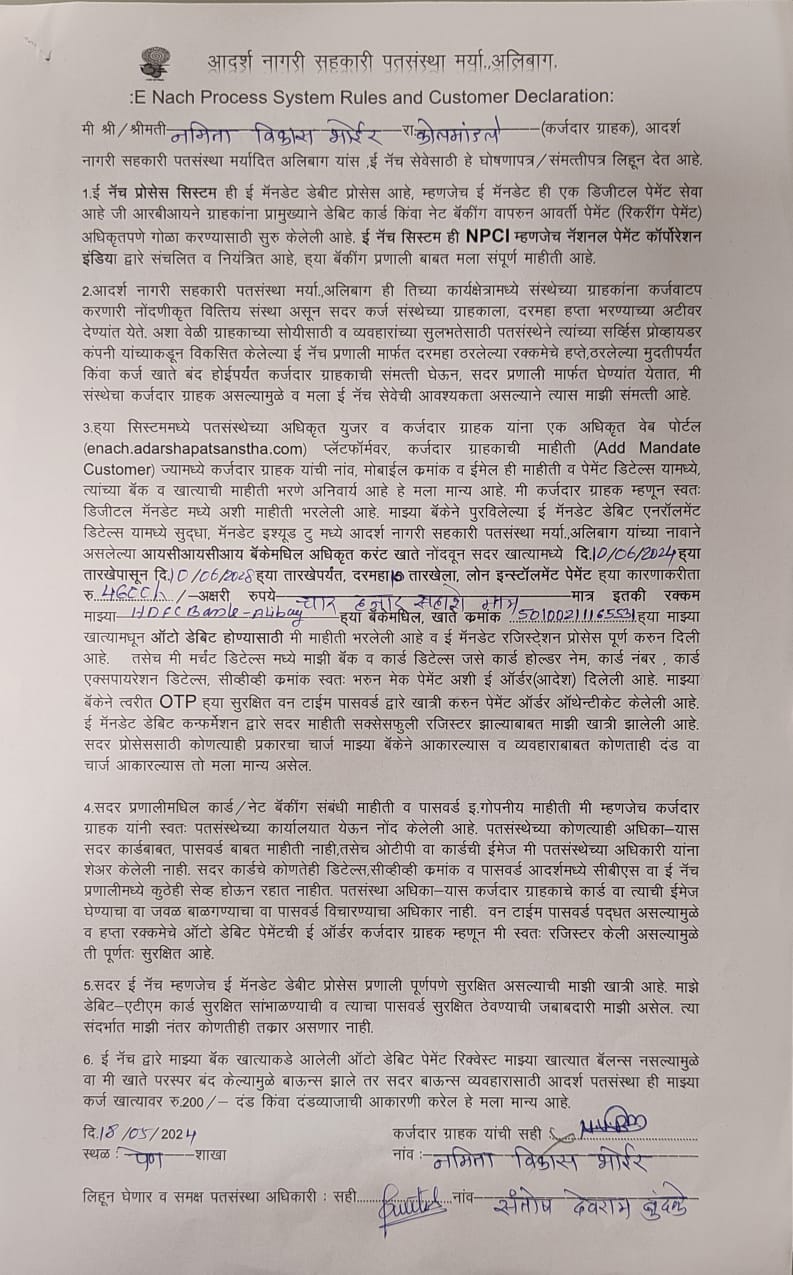 आदर्श नागरी सहकारी पतसंस्था मर्या.,अलिबाग.
:E Nach Process System Rules and Customer Declaration:
मी श्री/श्रीमती नमिता विकास भोईर रा. कोलमांडले (कर्जदार ग्राहक), आदर्श
नागरी सहकारी पतसंस्था मर्यादित अलिबाग यांस ,ई नॅच सेवेसाठी हे घोषणापत्र/संमत्तीपत्र लिहून देत आहे.
1.ई नॅच प्रोसेस सिस्टम ही ई मॅनडेट डेबीट प्रोसेस आहे, म्हणजेच ई मॅनडेट ही एक डिजीटल पेमेंट सेवा
आहे जी आरबीआयने ग्राहकांना प्रामुख्याने डेबिट कार्ड किंवा नेट बॅकींग वापरुन आवर्ती पेमेंट (रिकरींग पेमेंट)
अधिकृतपणे गोळा करण्यासाठी सुरु केलेली आहे. ई नॅच सिस्टम ही NPCI म्हणजेच नॅशनल पेमेंट कॉर्पोरेशन
इंडिया द्वारे संचलित व नियंत्रित आहे, ह्या बॅकींग प्रणाली बाबत मला संपूर्ण माहीती आहे.
2.आदर्श नागरी सहकारी पतसंस्था मर्या.,अलिबाग ही तिच्या कार्यक्षेत्रामध्ये संस्थेच्या ग्राहकांना कर्जवाटप
करणारी नोंदणीकृत वित्तिय संस्था असून सदर कर्ज संस्थेच्या ग्राहकाला, दरमहा हप्ता भरण्याच्या अटीवर
देण्यांत येते. अशा वेळी ग्राहकाच्या सोयीसाठी व व्यवहारांच्या सुलभतेसाठी पतसंस्थेने त्यांच्या सर्व्हिस प्रोव्हायडर
कंपनी यांच्याकडून विकसित केलेल्या ई नॅच प्रणाली मार्फत दरमहा ठरलेल्या रक्कमेचे हप्ते,ठरलेल्या मुदतीपर्यंत
किंवा कर्ज खाते बंद होईपर्यंत कर्जदार ग्राहकाची संमत्ती घेऊन, सदर प्रणाली मार्फत घेण्यांत येतात, मी
संस्थेचा कर्जदार ग्राहक असल्यामुळे व मला ई नॅच सेवेची आवश्यकता असल्याने त्यास माझी संमत्ती आहे.
3.ह्या सिस्टममध्ये पतसंस्थेच्या अधिकृत युजर व कर्जदार ग्राहक यांना एक अधिकृत वेब पोर्टल
(enach.adarshapatsanstha.com) प्लॅटफॉर्मवर, कर्जदार ग्राहकाची माहीती (Add Mandate
Customer) ज्यामध्ये कर्जदार ग्राहक यांची नांव, मोबाईल क्रमांक व ईमेल ही माहीती व पेमेंट डिटेल्स यामध्ये,
त्यांच्या बॅक व खात्याची माहीती भरणे अनिवार्य आहे हे मला मान्य आहे. मी कर्जदार ग्राहक म्हणून स्वतः
डिजीटल मॅनडेट मध्ये अशी माहीती भरलेली आहे. माझ्या बॅकेने पुरविलेल्या ई मॅनडेट डेबिट एनरॉलमेंट
डिटेल्स यामध्ये सुद्धा, मॅनडेट इश्यूड टु मध्ये आदर्श नागरी सहकारी पतसंस्था मर्या.,अलिबाग यांच्या नावाने
असलेल्या आयसीआयसीआय बॅकेमधिल अधिकृत करंट खाते नोंदवून सदर खात्यामध्ये दि.10/06/2024 ह्या
तारखेपासून दि.10/06/2028 ह्या तारखेपर्यंत, दरमहा 10 तारखेला, लोन इन्स्टॉलमेंट पेमेंट ह्या कारणाकरीता
रु. 4600/- /-अक्षरी रुपये चार हजार सहाशे मात्र मात्र इतकी रक्कम
माझ्या HDFC Bank-Alibag ह्या बॅकेमधिल, खाते क्रमांक 50100211165531 ह्या माझ्या
खात्यामधून ऑटो डेबिट होण्यासाठी मी माहीती भरलेली आहे व ई मॅनडेट रजिस्ट्रेशन प्रोसेस पूर्ण करुन दिली
आहे. तसेच मी मर्चंट डिटेल्स मध्ये माझी बॅक व कार्ड डिटेल्स जसे कार्ड होल्डर नेम, कार्ड नंबर , कार्ड
एक्सपायरेशन डिटेल्स, सीव्हीव्ही क्रमांक स्वतः भरुन मेक पेमेंट अशी ई ऑर्डर(आदेश) दिलेली आहे. माझ्या
बॅकेने त्वरीत OTP ह्या सुरक्षित वन टाईम पासवर्ड द्वारे खात्री करुन पेमेंट ऑर्डर ऑथेन्टीकेट केलेली आहे.
ई मॅनडेट डेबिट कन्फर्मेशन द्वारे सदर माहीती सक्सेसफुली रजिस्टर झाल्याबाबत माझी खात्री झालेली आहे.
सदर प्रोसेससाठी कोणत्याही प्रकारचा चार्ज माझ्या बॅकेने आकारल्यास व व्यवहाराबाबत कोणताही दंड वा
चार्ज आकारल्यास तो मला मान्य असेल.
4.सदर प्रणालीमधिल कार्ड/नेट बॅकींग संबंधी माहीती व पासवर्ड इ.गोपनीय माहीती मी म्हणजेच कर्जदार
ग्राहक यांनी स्वतः पतसंस्थेच्या कार्यालयात येऊन नोंद केलेली आहे. पतसंस्थेच्या कोणत्याही अधिका–यास
सदर कार्डबाबत, पासवर्ड बाबत माहीती नाही,तसेच ओटीपी वा कार्डची ईमेज मी पतसंस्थेच्या अधिकारी यांना
शेअर केलेली नाही. सदर कार्डचे कोणतेही डिटेल्स,सीव्हीव्ही क्रमांक व पासवर्ड आदर्शमध्ये सीबीएस वा ई नॅच
प्रणालीमध्ये कुठेही सेव्ह होऊन रहात नाहीत. पतसंस्था अधिका–यास कर्जदार ग्राहकाचे कार्ड वा त्याची ईमेज
घेण्याचा वा जवळ बाळगण्याचा वा पासवर्ड विचारण्याचा अधिकार नाही. वन टाईम पासवर्ड पद्धत असल्यामुळे
व हप्ता रक्कमेचे ऑटो डेबिट पेमेंटची ई ऑर्डर कर्जदार ग्राहक म्हणून मी स्वतः रजिस्टर केली असल्यामुळे
ती पूर्णतः सुरक्षित आहे.
5.सदर ई नॅच म्हणजेच ई मॅनडेट डेबीट प्रोसेस प्रणाली पूर्णपणे सुरक्षित असल्याची माझी खात्री आहे. माझे
डेबिट–एटीएम कार्ड सुरक्षित सांभाळण्याची व त्याचा पासवर्ड सुरक्षित ठेवण्याची जबाबदारी माझी असेल. त्या
संदर्भात माझी नंतर कोणतीही तक्रार असणार नाही.
6. ई नॅच द्वारे माझ्या बॅक खात्याकडे आलेली ऑटो डेबिट पेमेंट रिक्वेस्ट माझ्या खात्यात बॅलन्स नसल्यामुळे
वा मी खाते परस्पर बंद केल्यामुळे बाऊन्स झाले तर सदर बाऊन्स व्यवहारासाठी आदर्श पतसंस्था ही माझ्या
कर्ज खात्यावर रु.200/– दंड किंवा दंडव्याजाची आकारणी करेल हे मला मान्य आहे.
दि.18/05/2024 कर्जदार ग्राहक यांची सही :
स्थळ : पेण शाखा नांव : नमिता विकास भोईर
लिहून घेणार व समक्ष पतसंस्था अधिकारी : सही नांव संतोष देवराम